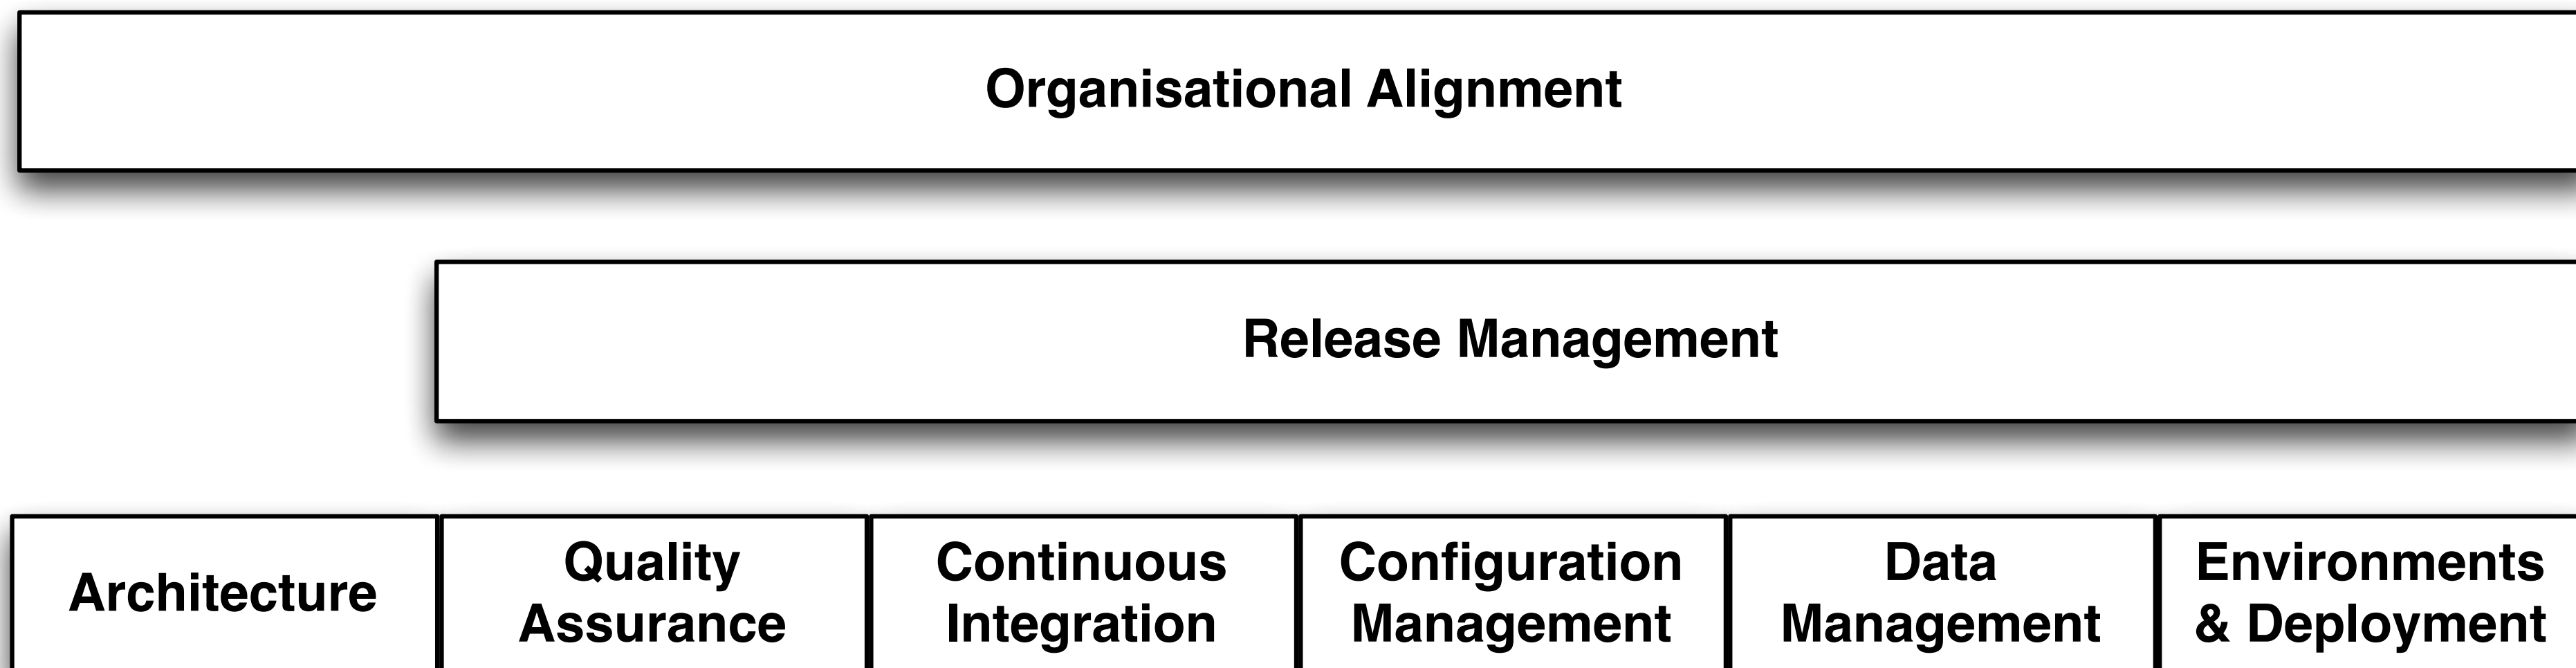 Organisational Alignment
Release Management
Architecture
Quality
Assurance
Continuous
Integration
Configuration
Management
Data
Management
Environments
& Deployment